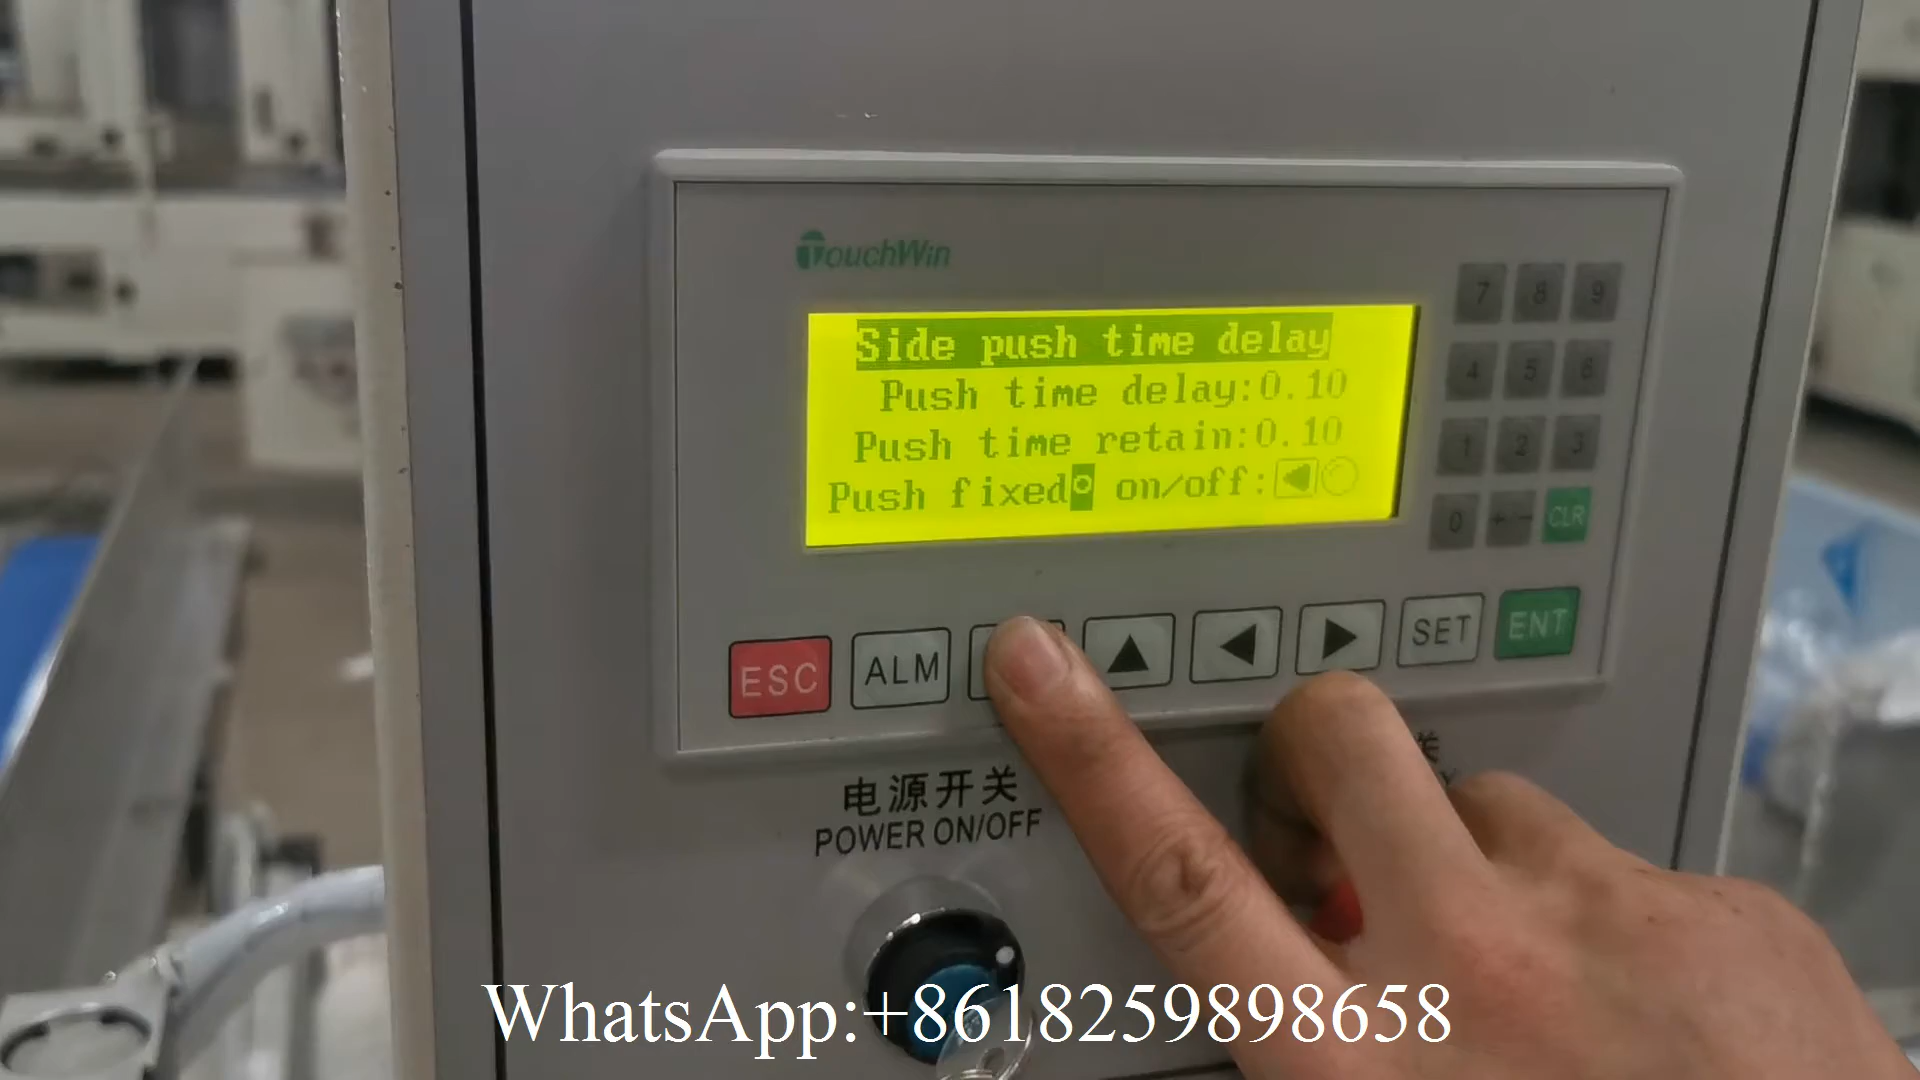 TouchWin
Side push time delay
Push time delay:0.10
Push time retain:0.10
Push fixed on/off:
7 8 9
4 5 6
1 2 3
0 +/- CLR
ESC ALM SET ENT
电源开关
POWER ON/OFF
关
Y
WhatsApp:+8618259898658